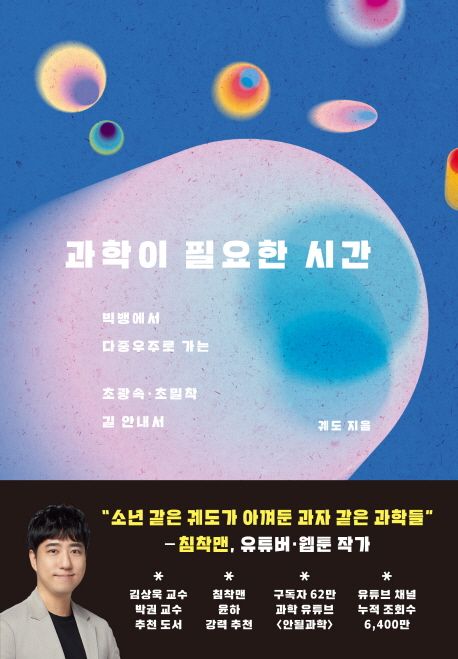 과학이 필요한 시간
빅뱅에서
다중우주로 가는
초광속·초밀착
길 안내서
궤도 지음
“소년 같은 궤도가 아껴둔 과자 같은 과학들”
– 침착맨, 유튜버·웹툰 작가
* * * *
김상욱 교수 침착맨 구독자 62만 유튜브 채널
박권 교수 윤하 과학 유튜브 누적 조회수
추천 도서 강력 추천 〈안될과학〉 6,400만